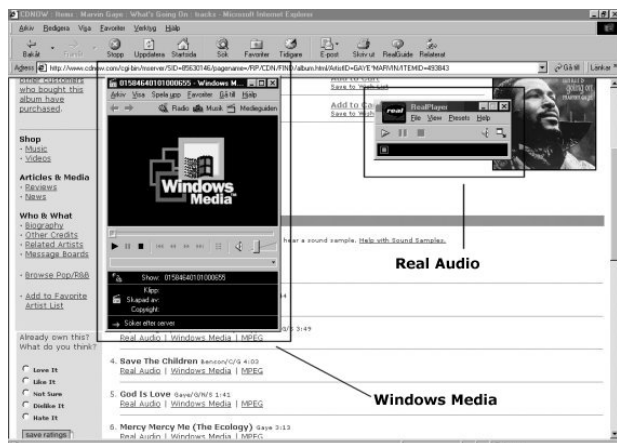 CDNOW : Items : Marvin Gaye : What's Going On : tracks - Microsoft Internet Explorer
Arkiv Redigera Visa Favoriter Verktyg Hjälp
Bakåt Stopp Uppdatera Startsida Sök Favoriter Tidigare E-post Skriv ut RealGuide Relaterat
Adress http://www.cdnow.com/cgi-bin/mserver/SID=85630146/pagename=/RP/CDN/FIND/album.html/ArtistID=GAYE*MARVIN/ITEMID=493843 Gå till Länkar
other customers
who bought this
album have
purchased.
Shop
· Music
· Videos
Articles & Media
· Reviews
· News
Who & What
· Biography
· Other Credits
· Related Artists
· Message Boards
· Browse Pop/R&B
· Add to Favorite
Artist List
Already own this?
What do you think?
Love It
Like It
Not Sure
Dislike It
Hate It
save ratings
01584640101000655 - Windows M...
Arkiv Visa Spela upp Favoriter Gå till Hjälp
Radio Musik Medieguiden
Windows
Media™
Show: 01584640101000655
Klipp:
Skapad av:
Copyright:
Söker efter server
Add to Cart
Save to Wish List
Add to Ca
Save to Wish
real RealPlayer
File View Presets Help
Real Audio
hear a sound sample. Help with Sound Samples.
/S 3:49
Real Audio | Windows Media | MPEG
4. Save The Children Benson/C/G 4:03
Real Audio | Windows Media | MPEG
Windows Media
5. God Is Love Gaye/G/N/S 1:41
Real Audio | Windows Media | MPEG
6. Mercy Mercy Me (The Ecology) Gaye 3:13
Real Audio | Windows Media | MPEG